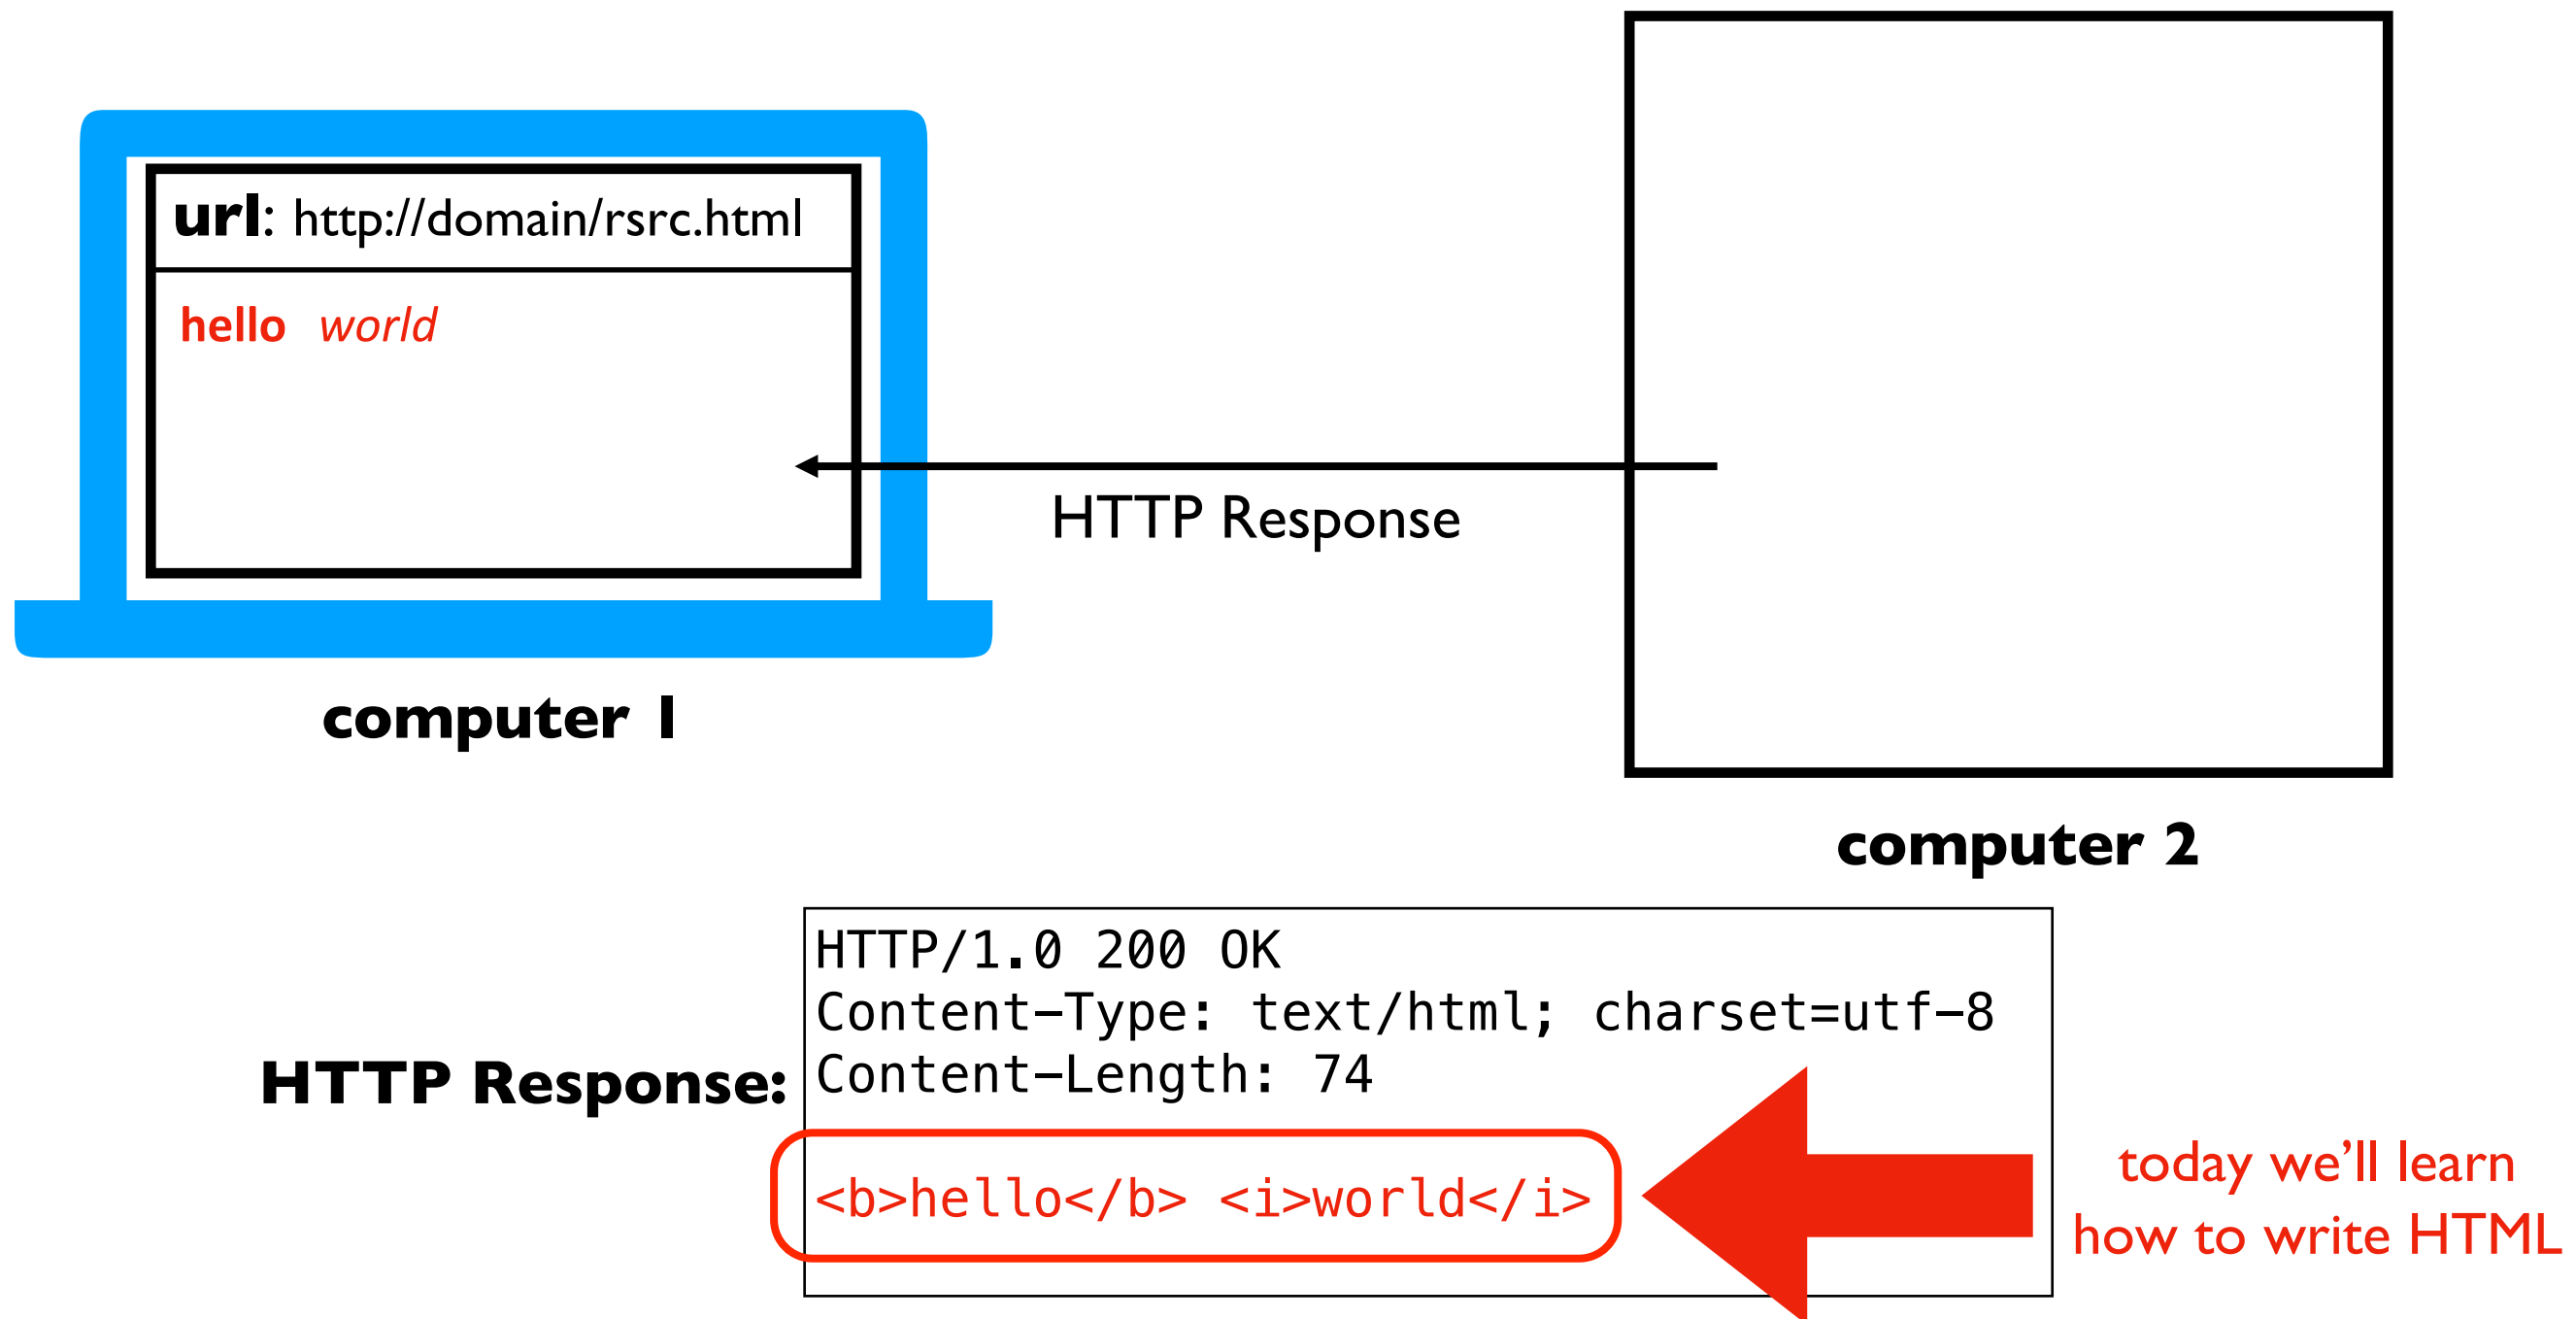 url: http://domain/rsrc.html
hello world
HTTP Response
computer 1
computer 2
HTTP Response:
HTTP/1.0 200 OK
Content-Type: text/html; charset=utf-8
Content-Length: 74
<b>hello</b> <i>world</i>
today we’ll learn
how to write HTML